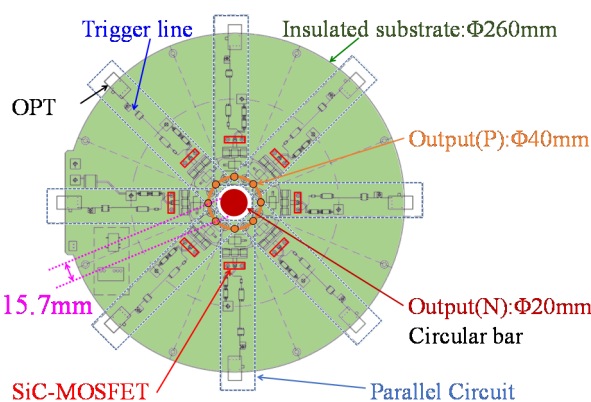 Trigger line
Insulated substrate:Φ260mm
OPT
Output(P):Φ40mm
15.7mm
Output(N):Φ20mm
Circular bar
SiC-MOSFET
Parallel Circuit